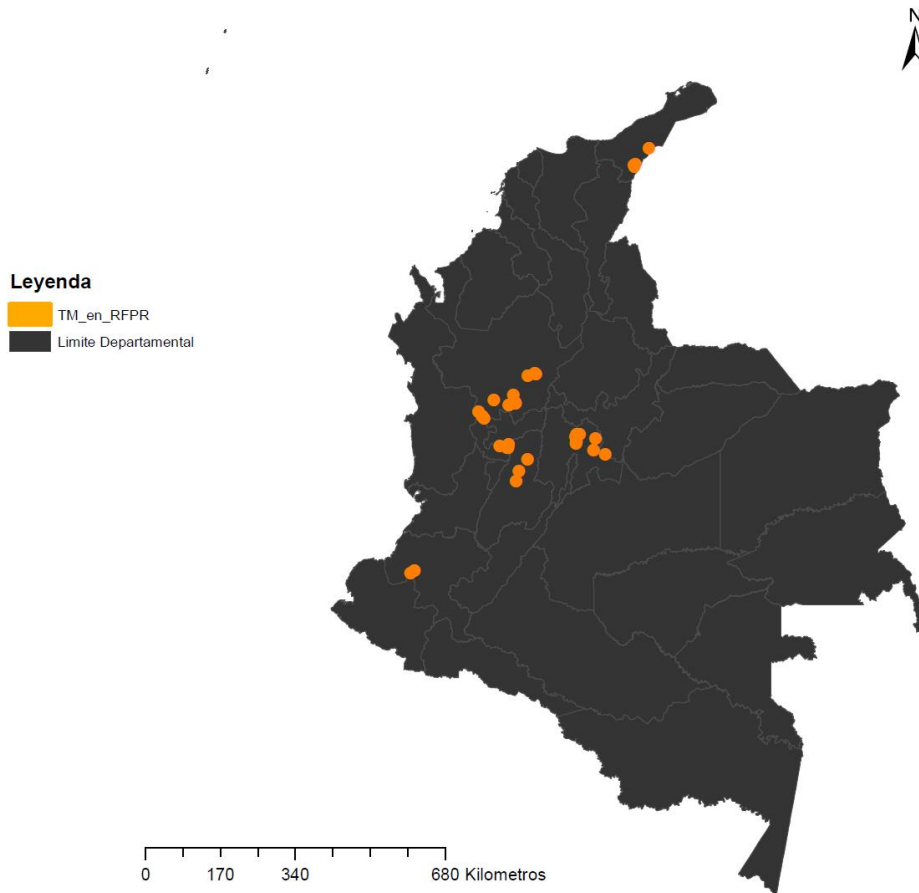 N
Leyenda
TM_en_RFPR
Limite Departamental
0 170 340 680 Kilometros